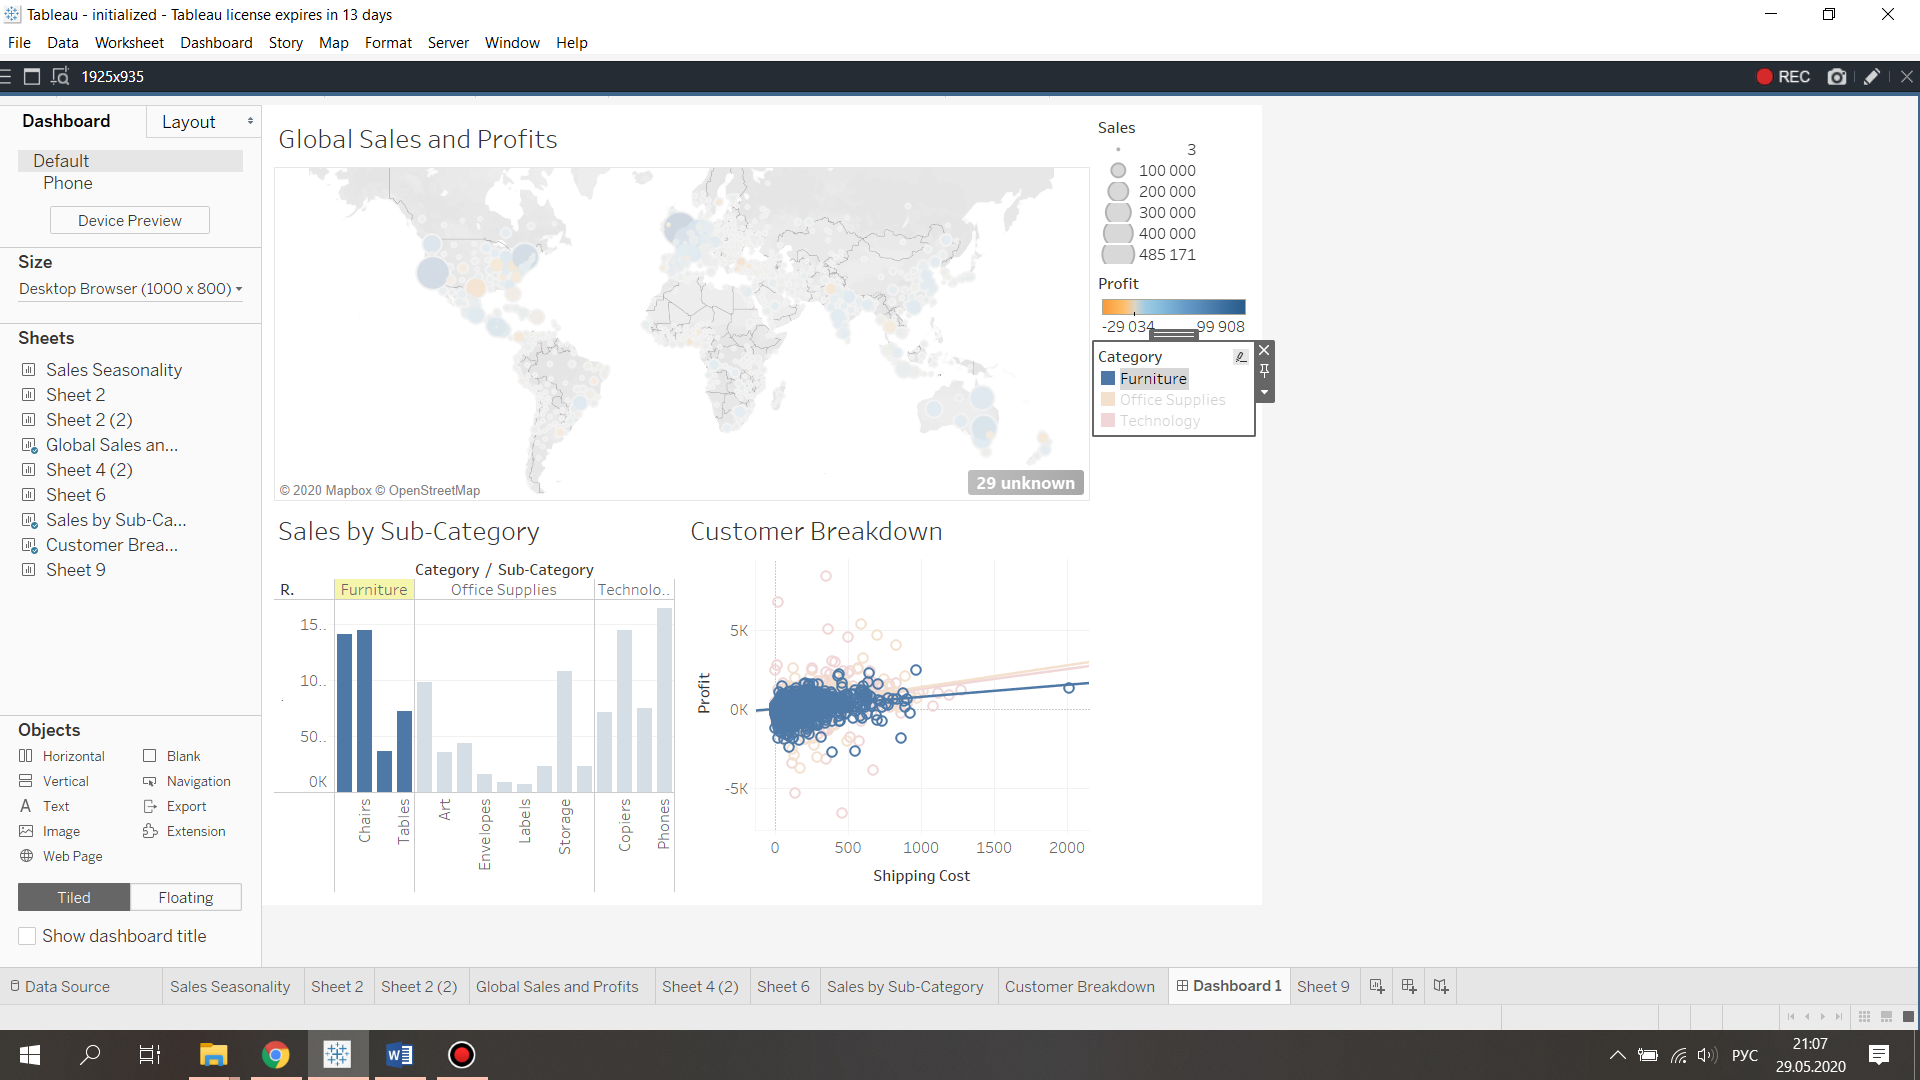 Tableau - initialized - Tableau license expires in 13 days
File Data Worksheet Dashboard Story Map Format Server Window Help
1925x935
REC
Dashboard
Layout
Default
Phone
Device Preview
Size
Desktop Browser (1000 x 800)
Sheets
Sales Seasonality
Sheet 2
Sheet 2 (2)
Global Sales an...
Sheet 4 (2)
Sheet 6
Sales by Sub-Ca...
Customer Brea...
Sheet 9
Objects
Horizontal Blank
Vertical Navigation
Text Export
Image Extension
Web Page
Tiled Floating
Show dashboard title
Global Sales and Profits
© 2020 Mapbox © OpenStreetMap
29 unknown
Sales
3
100 000
200 000
300 000
400 000
485 171
Profit
-29 034 99 908
Category
Furniture
Office Supplies
Technology
Sales by Sub-Category
Category / Sub-Category
R. Furniture Office Supplies Technolo..
15..
10..
50..
0K
Chairs
Tables
Art
Envelopes
Labels
Storage
Copiers
Phones
Customer Breakdown
Profit
5K
0K
-5K
0 500 1000 1500 2000
Shipping Cost
Data Source Sales Seasonality Sheet 2 Sheet 2 (2) Global Sales and Profits Sheet 4 (2) Sheet 6 Sales by Sub-Category Customer Breakdown Dashboard 1 Sheet 9
РУС
21:07
29.05.2020